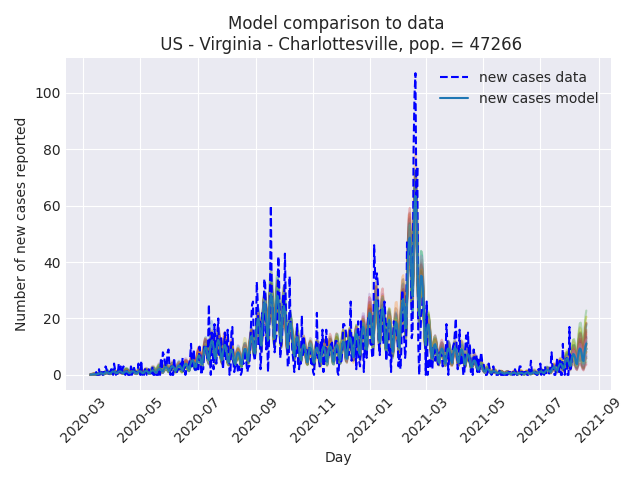 Model comparison to data
US - Virginia - Charlottesville, pop. = 47266
new cases data
new cases model
Number of new cases reported
100
80
60
40
20
0
2020-03
2020-05
2020-07
2020-09
2020-11
2021-01
2021-03
2021-05
2021-07
2021-09
Day